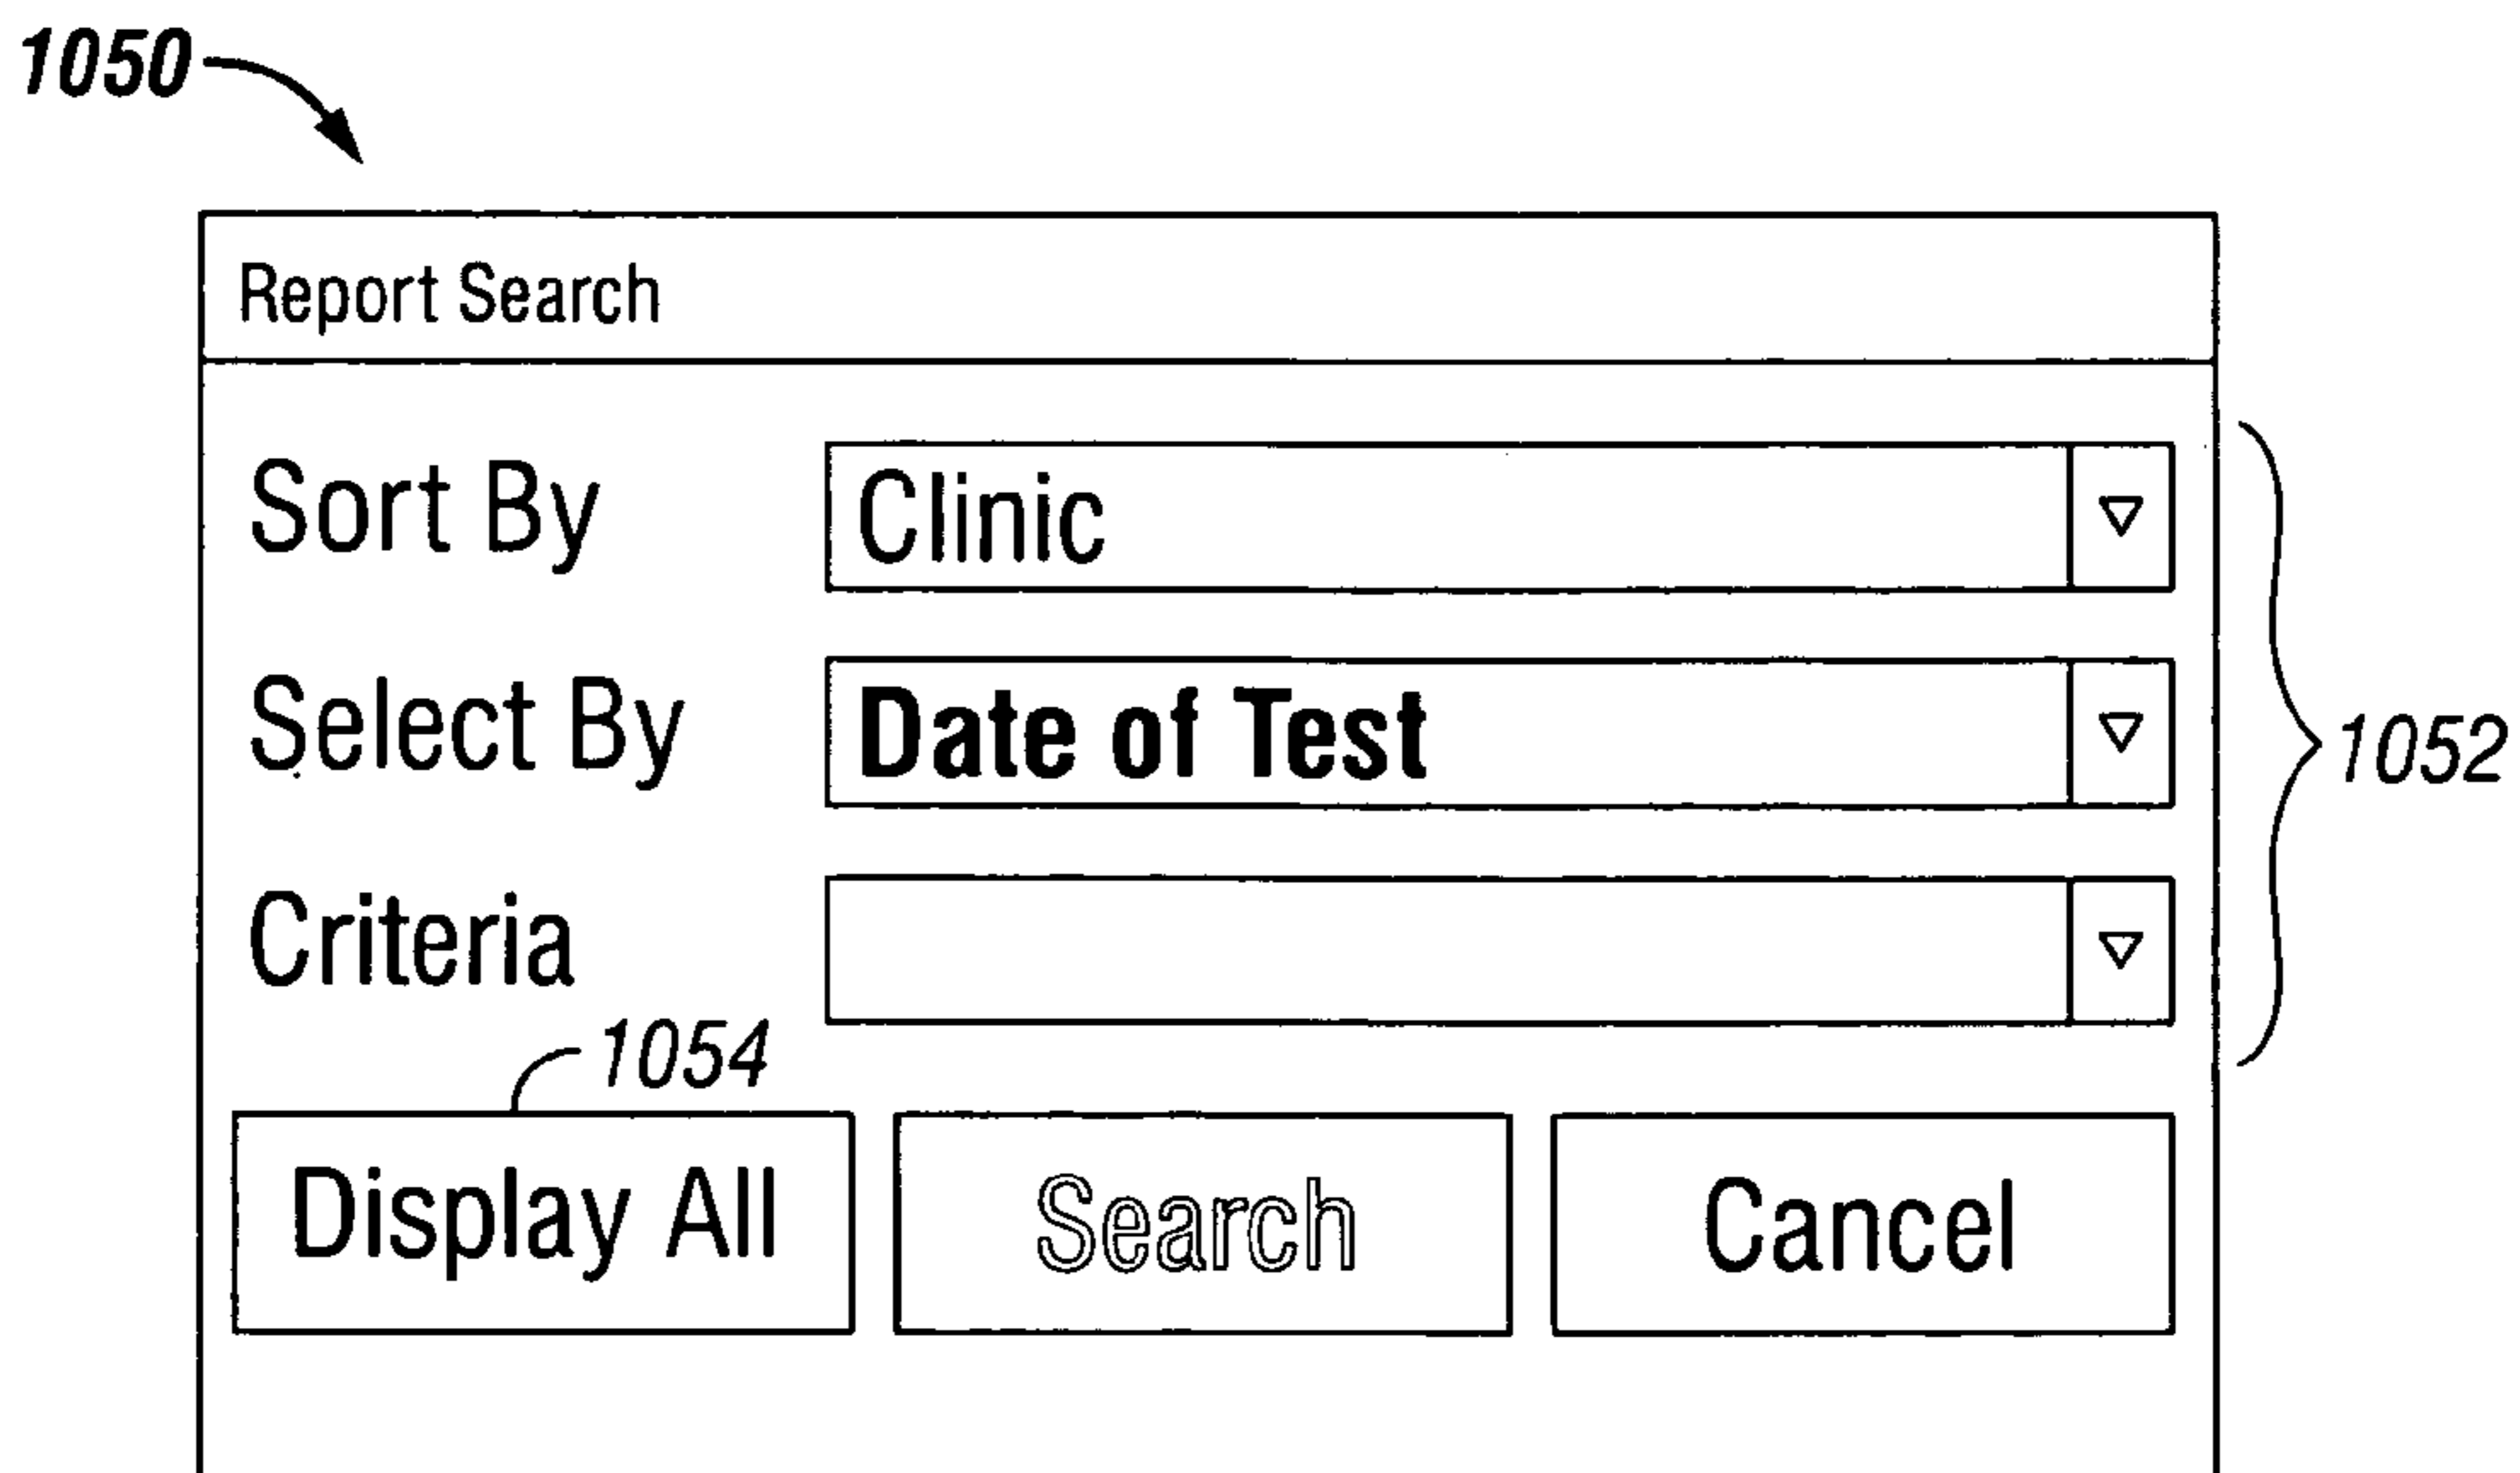 1050
Report Search
Sort By Clinic
Select By Date of Test
1052
Criteria
1054
Display All Search Cancel